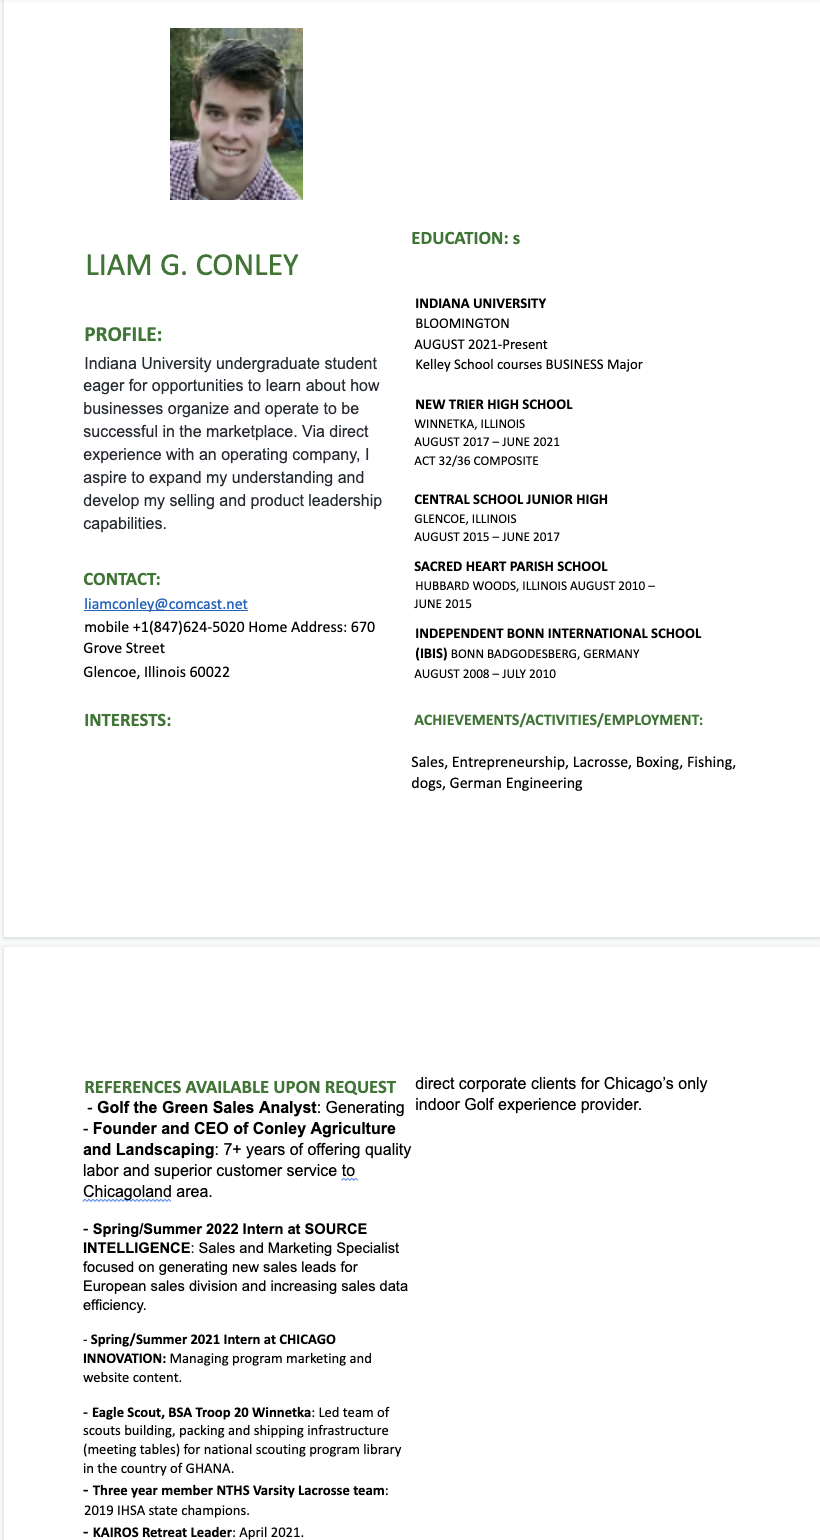 LIAM G. CONLEY
PROFILE:
Indiana University undergraduate student
eager for opportunities to learn about how
businesses organize and operate to be
successful in the marketplace. Via direct
experience with an operating company, I
aspire to expand my understanding and
develop my selling and product leadership
capabilities.
CONTACT:
liamconley@comcast.net
mobile +1(847)624-5020 Home Address: 670
Grove Street
Glencoe, Illinois 60022
INTERESTS:
EDUCATION: s
INDIANA UNIVERSITY
BLOOMINGTON
AUGUST 2021-Present
Kelley School courses BUSINESS Major
NEW TRIER HIGH SCHOOL
WINNETKA, ILLINOIS
AUGUST 2017 – JUNE 2021
ACT 32/36 COMPOSITE
CENTRAL SCHOOL JUNIOR HIGH
GLENCOE, ILLINOIS
AUGUST 2015 – JUNE 2017
SACRED HEART PARISH SCHOOL
HUBBARD WOODS, ILLINOIS AUGUST 2010 –
JUNE 2015
INDEPENDENT BONN INTERNATIONAL SCHOOL
(IBIS) BONN BADGODESBERG, GERMANY
AUGUST 2008 – JULY 2010
ACHIEVEMENTS/ACTIVITIES/EMPLOYMENT:
Sales, Entrepreneurship, Lacrosse, Boxing, Fishing,
dogs, German Engineering
REFERENCES AVAILABLE UPON REQUEST
- Golf the Green Sales Analyst: Generating
- Founder and CEO of Conley Agriculture
and Landscaping: 7+ years of offering quality
labor and superior customer service to
Chicagoland area.
- Spring/Summer 2022 Intern at SOURCE
INTELLIGENCE: Sales and Marketing Specialist
focused on generating new sales leads for
European sales division and increasing sales data
efficiency.
- Spring/Summer 2021 Intern at CHICAGO
INNOVATION: Managing program marketing and
website content.
- Eagle Scout, BSA Troop 20 Winnetka: Led team of
scouts building, packing and shipping infrastructure
(meeting tables) for national scouting program library
in the country of GHANA.
- Three year member NTHS Varsity Lacrosse team:
2019 IHSA state champions.
- KAIROS Retreat Leader: April 2021.
direct corporate clients for Chicago’s only
indoor Golf experience provider.